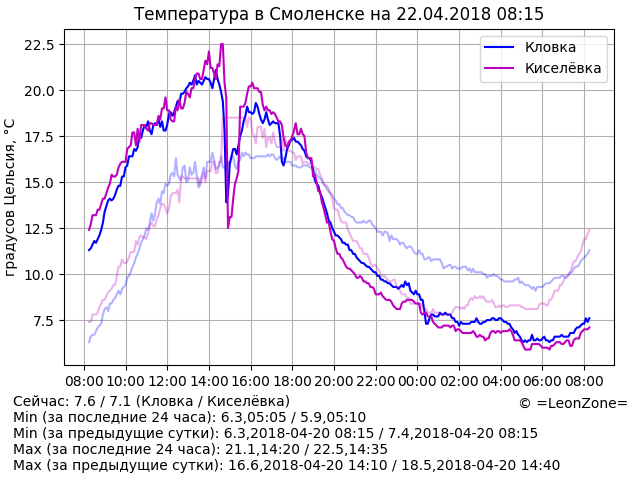 Температура в Смоленске на 22.04.2018 08:15
Кловка
Киселёвка
градусов Цельсия, °C
22.5
20.0
17.5
15.0
12.5
10.0
7.5
08:00 10:00 12:00 14:00 16:00 18:00 20:00 22:00 00:00 02:00 04:00 06:00 08:00
Сейчас: 7.6 / 7.1 (Кловка / Киселёвка)
© =LeonZone=
Min (за последние 24 часа): 6.3,05:05 / 5.9,05:10
Min (за предыдущие сутки): 6.3,2018-04-20 08:15 / 7.4,2018-04-20 08:15
Max (за последние 24 часа): 21.1,14:20 / 22.5,14:35
Max (за предыдущие сутки): 16.6,2018-04-20 14:10 / 18.5,2018-04-20 14:40